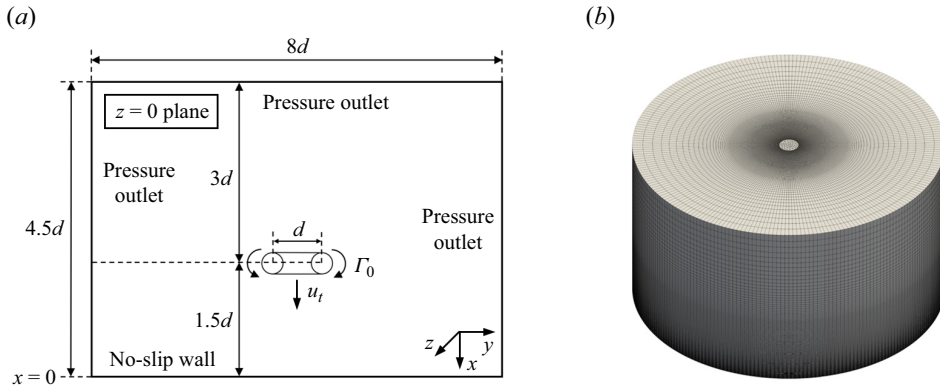 (a)
(b)
8d
z = 0 plane
Pressure outlet
Pressure
outlet
3d
4.5d
d
Pressure
outlet
Γ₀
uₜ
1.5d
No-slip wall
z
y
x
x = 0